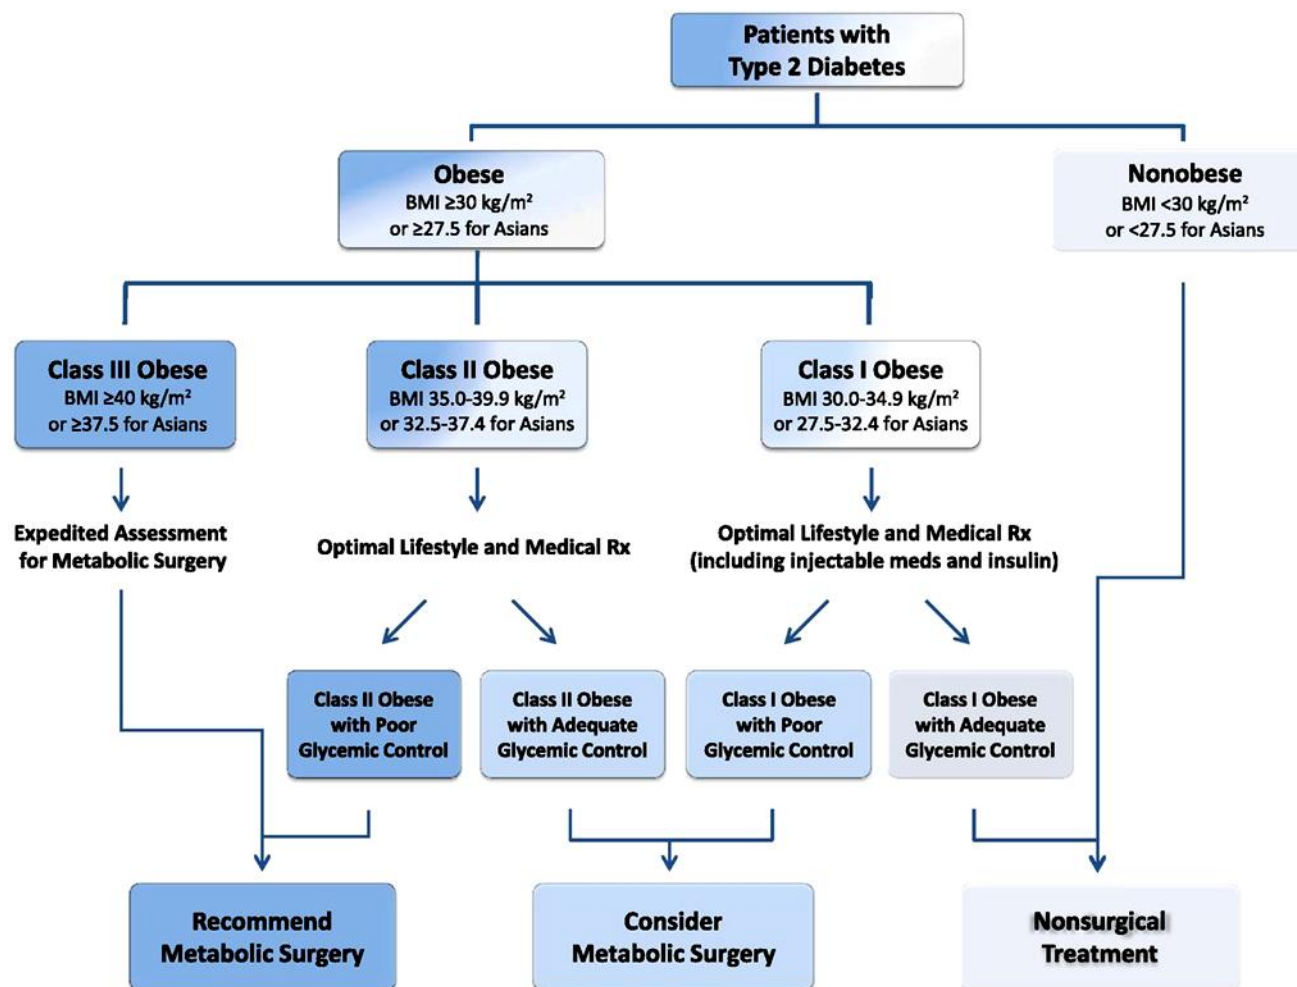 Patients with
Type 2 Diabetes
Obese
BMI ≥30 kg/m²
or ≥27.5 for Asians
Nonobese
BMI <30 kg/m²
or <27.5 for Asians
Class III Obese
BMI ≥40 kg/m²
or ≥37.5 for Asians
Class II Obese
BMI 35.0-39.9 kg/m²
or 32.5-37.4 for Asians
Class I Obese
BMI 30.0-34.9 kg/m²
or 27.5-32.4 for Asians
Expedited Assessment
for Metabolic Surgery
Optimal Lifestyle and Medical Rx
Optimal Lifestyle and Medical Rx
(including injectable meds and insulin)
Class II Obese
with Poor
Glycemic Control
Class II Obese
with Adequate
Glycemic Control
Class I Obese
with Poor
Glycemic Control
Class I Obese
with Adequate
Glycemic Control
Recommend
Metabolic Surgery
Consider
Metabolic Surgery
Nonsurgical
Treatment